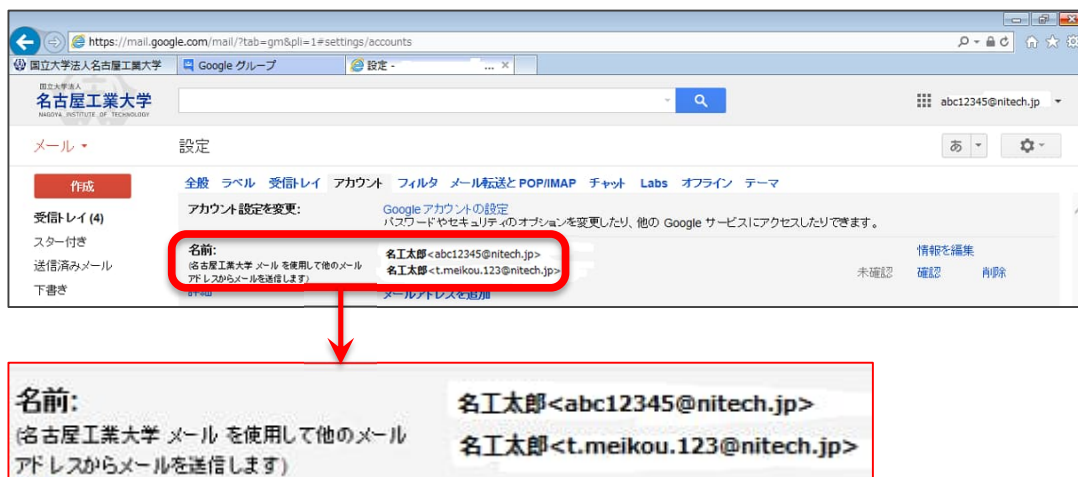 https://mail.google.com/mail/?tab=gm&pli=1#settings/accounts
国立大学法人名古屋工業大学 Google グループ 設定 - ... ×
国立大学法人
名古屋工業大学
NAGOYA INSTITUTE OF TECHNOLOGY
abc12345@nitech.jp
メール 設定 あ
作成
全般 ラベル 受信トレイ アカウント フィルタ メール転送と POP/IMAP チャット Labs オフライン テーマ
アカウント設定を変更: Google アカウントの設定
パスワードやセキュリティのオプションを変更したり、他の Google サービスにアクセスしたりできます。
受信トレイ (4)
スター付き
送信済みメール
下書き
名前: 名工太郎<abc12345@nitech.jp> 情報を編集
(名古屋工業大学 メール を使用して他のメール
アドレスからメールを送信します) 名工太郎<t.meikou.123@nitech.jp> 未確認 確認 削除
詳細 メールアドレスを追加
名前: 名工太郎<abc12345@nitech.jp>
(名古屋工業大学 メール を使用して他のメール
アドレスからメールを送信します) 名工太郎<t.meikou.123@nitech.jp>